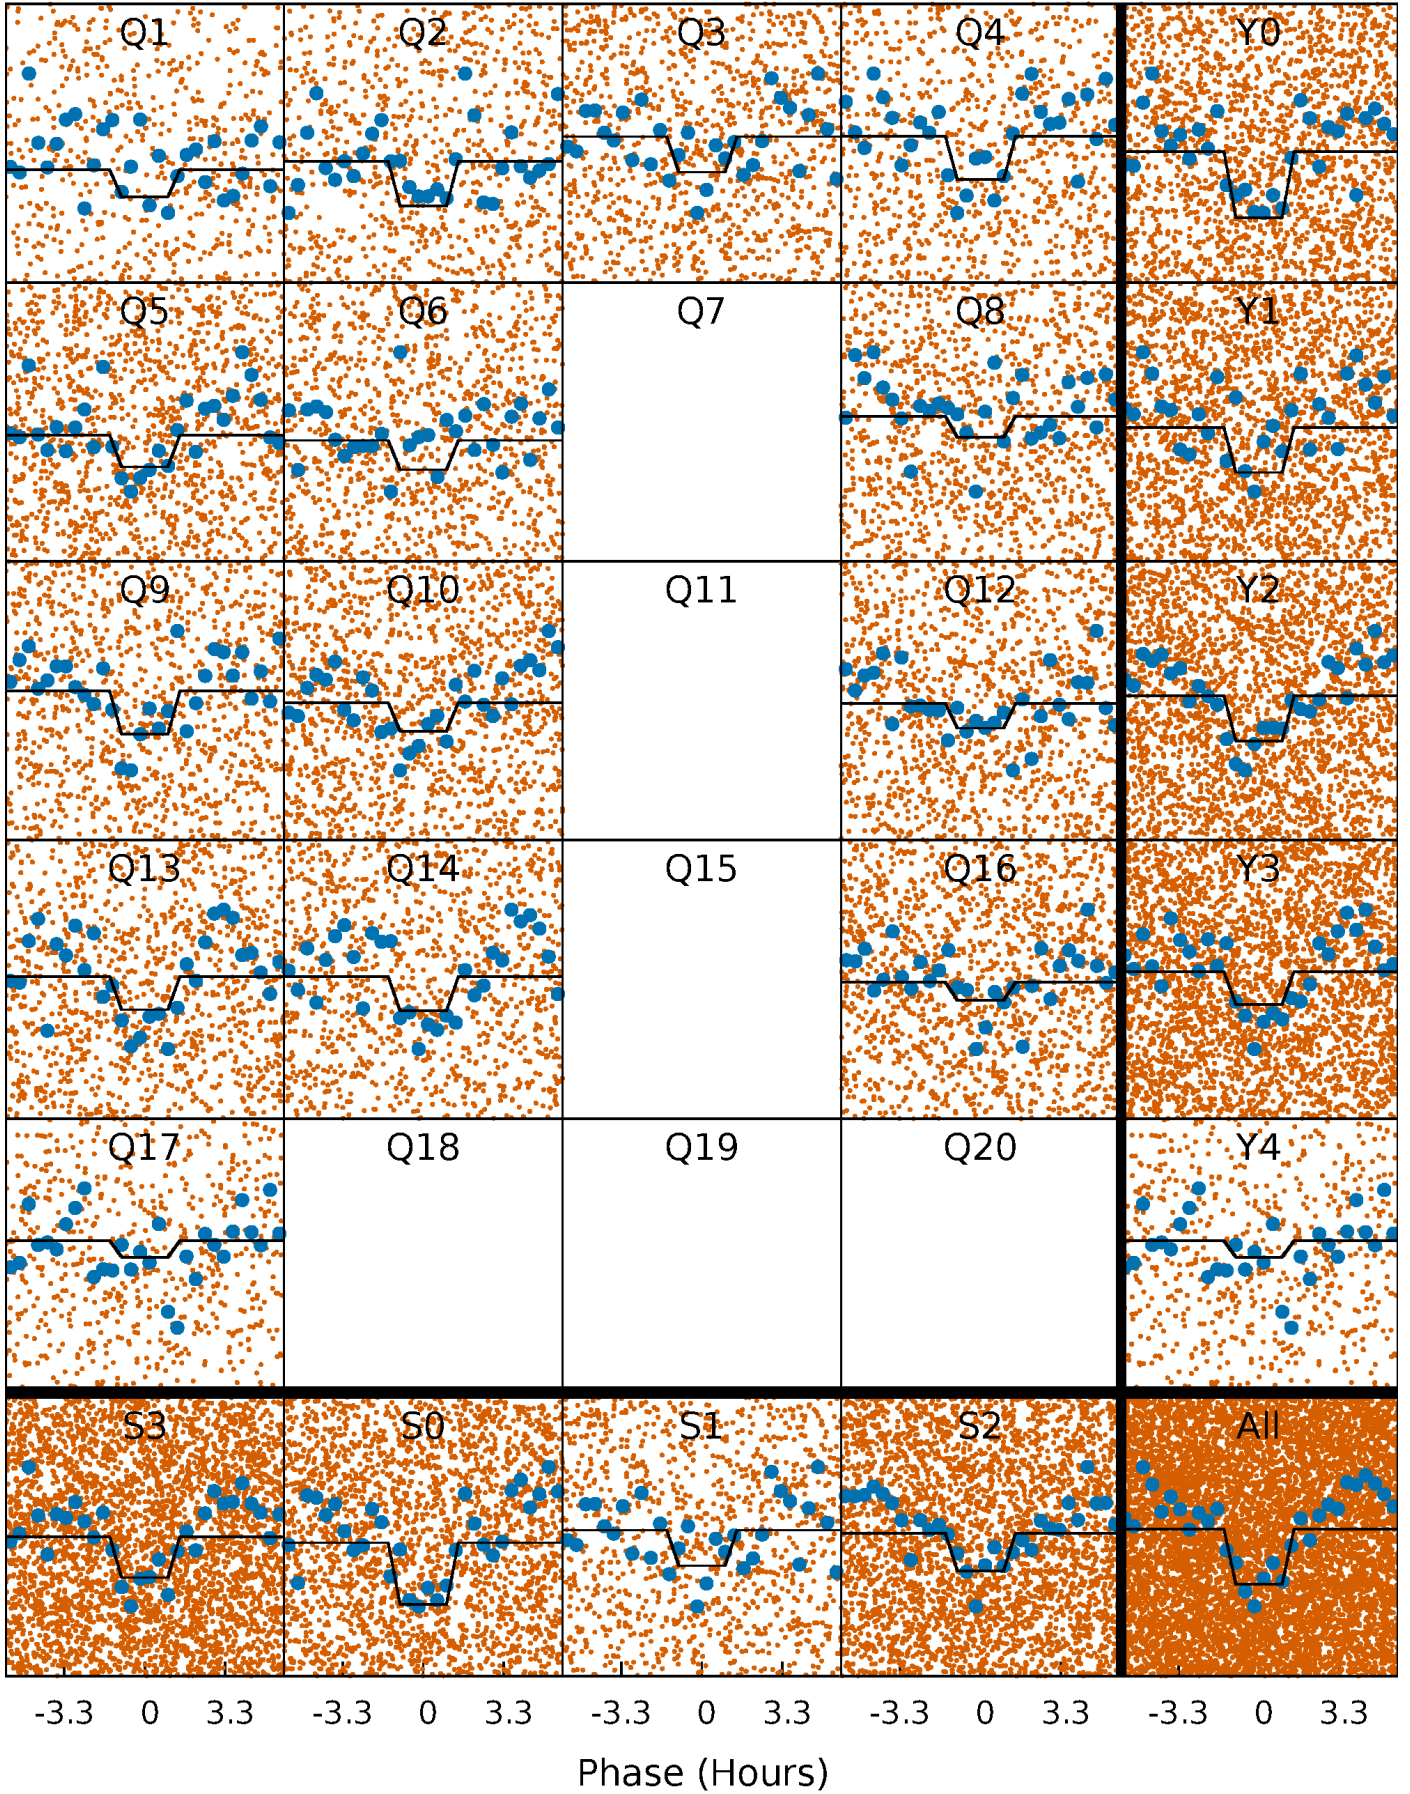 Q1 Q2 Q3 Q4 Y0
Q5 Q6 Q7 Q8 Y1
Q9 Q10 Q11 Q12 Y2
Q13 Q14 Q15 Q16 Y3
Q17 Q18 Q19 Q20 Y4
S3 S0 S1 S2 All
-3.3 0 3.3 -3.3 0 3.3 -3.3 0 3.3 -3.3 0 3.3 -3.3 0 3.3
Phase (Hours)